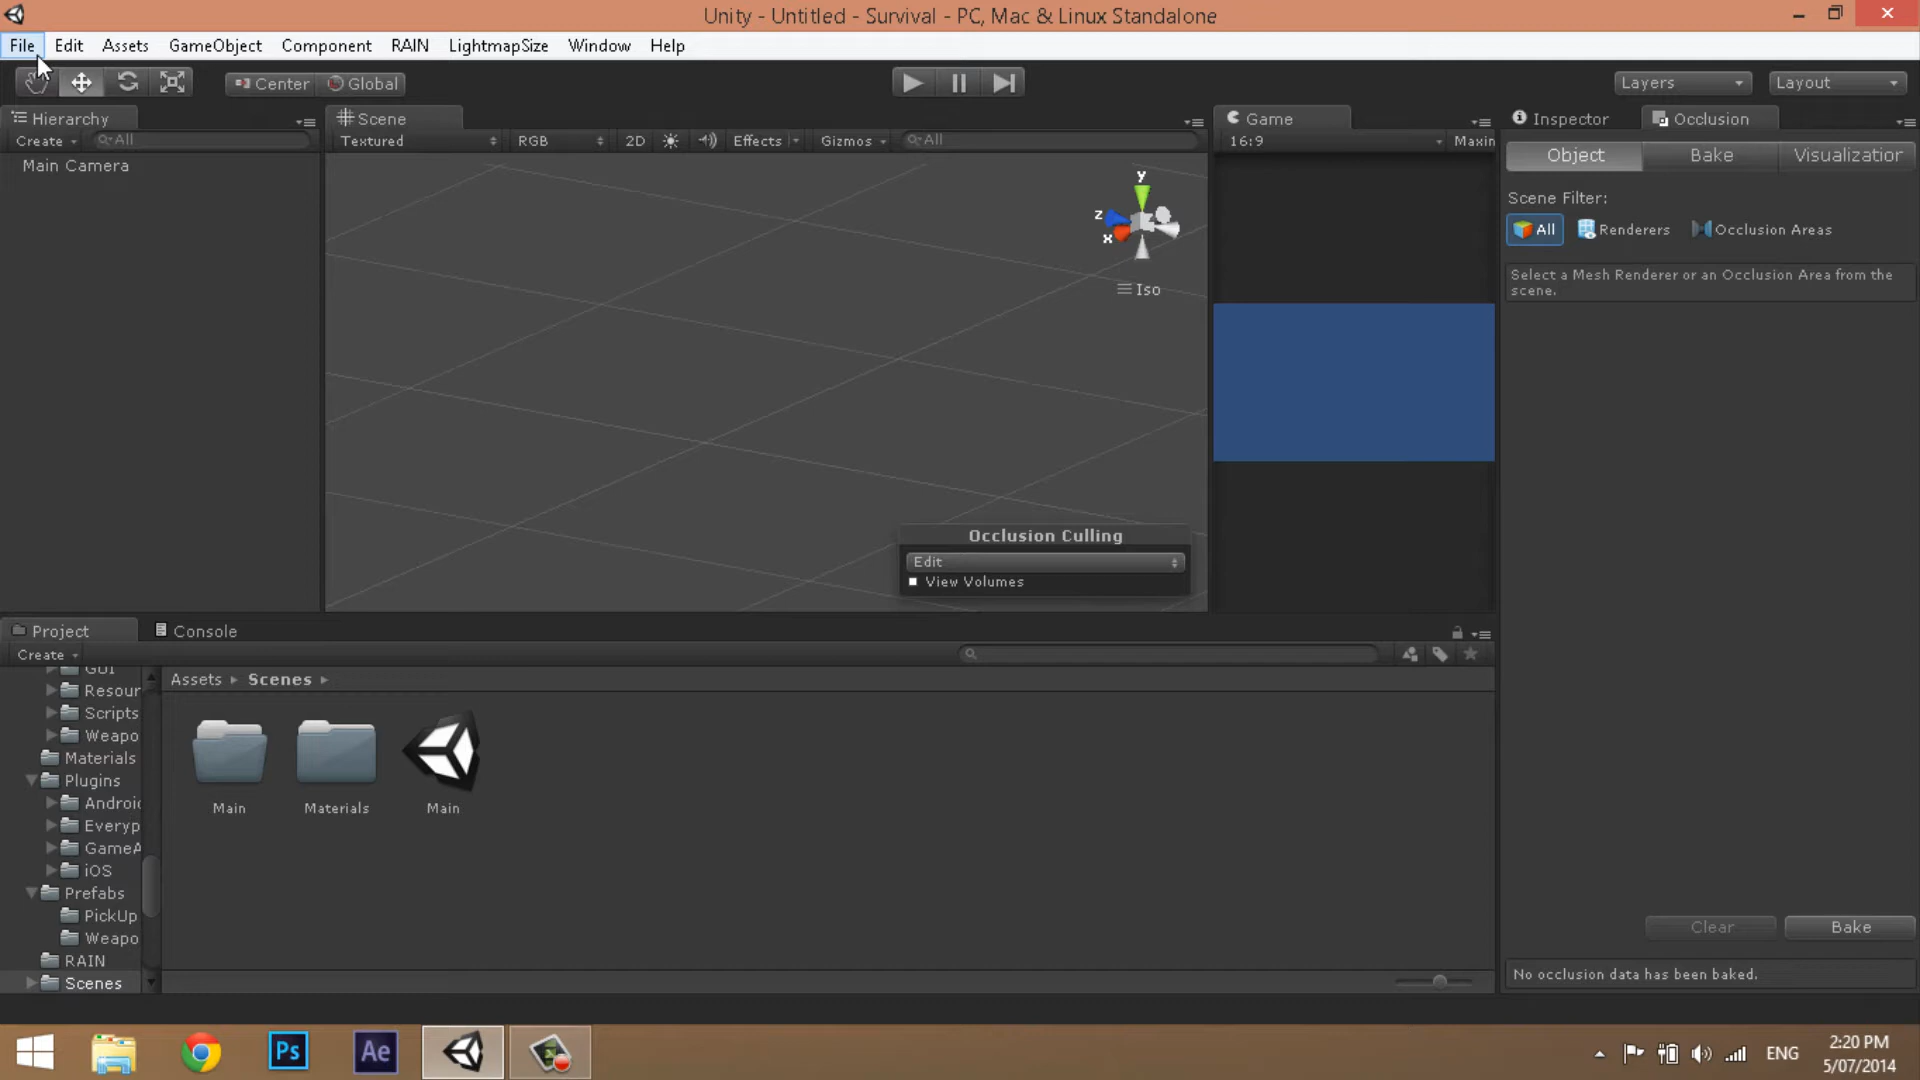 Unity - Untitled - Survival - PC, Mac & Linux Standalone
File Edit Assets GameObject Component RAIN LightmapSize Window Help
Center Global Layers Layout
Hierarchy
Create All
Main Camera
Scene
Textured RGB 2D Effects Gizmos All
y
z
x
Iso
Occlusion Culling
Edit
View Volumes
Game
16:9 Maxin
Inspector Occlusion
Object Bake Visualization
Scene Filter:
All Renderers Occlusion Areas
Select a Mesh Renderer or an Occlusion Area from the
scene.
Clear Bake
No occlusion data has been baked.
Project Console
Create
GUI
Resour
Scripts
Weapo
Materials
Plugins
Androi
Everyp
GameA
iOS
Prefabs
PickUp
Weapo
RAIN
Scenes
Assets Scenes
Main Materials Main
Ps Ae
ENG
2:20 PM
5/07/2014